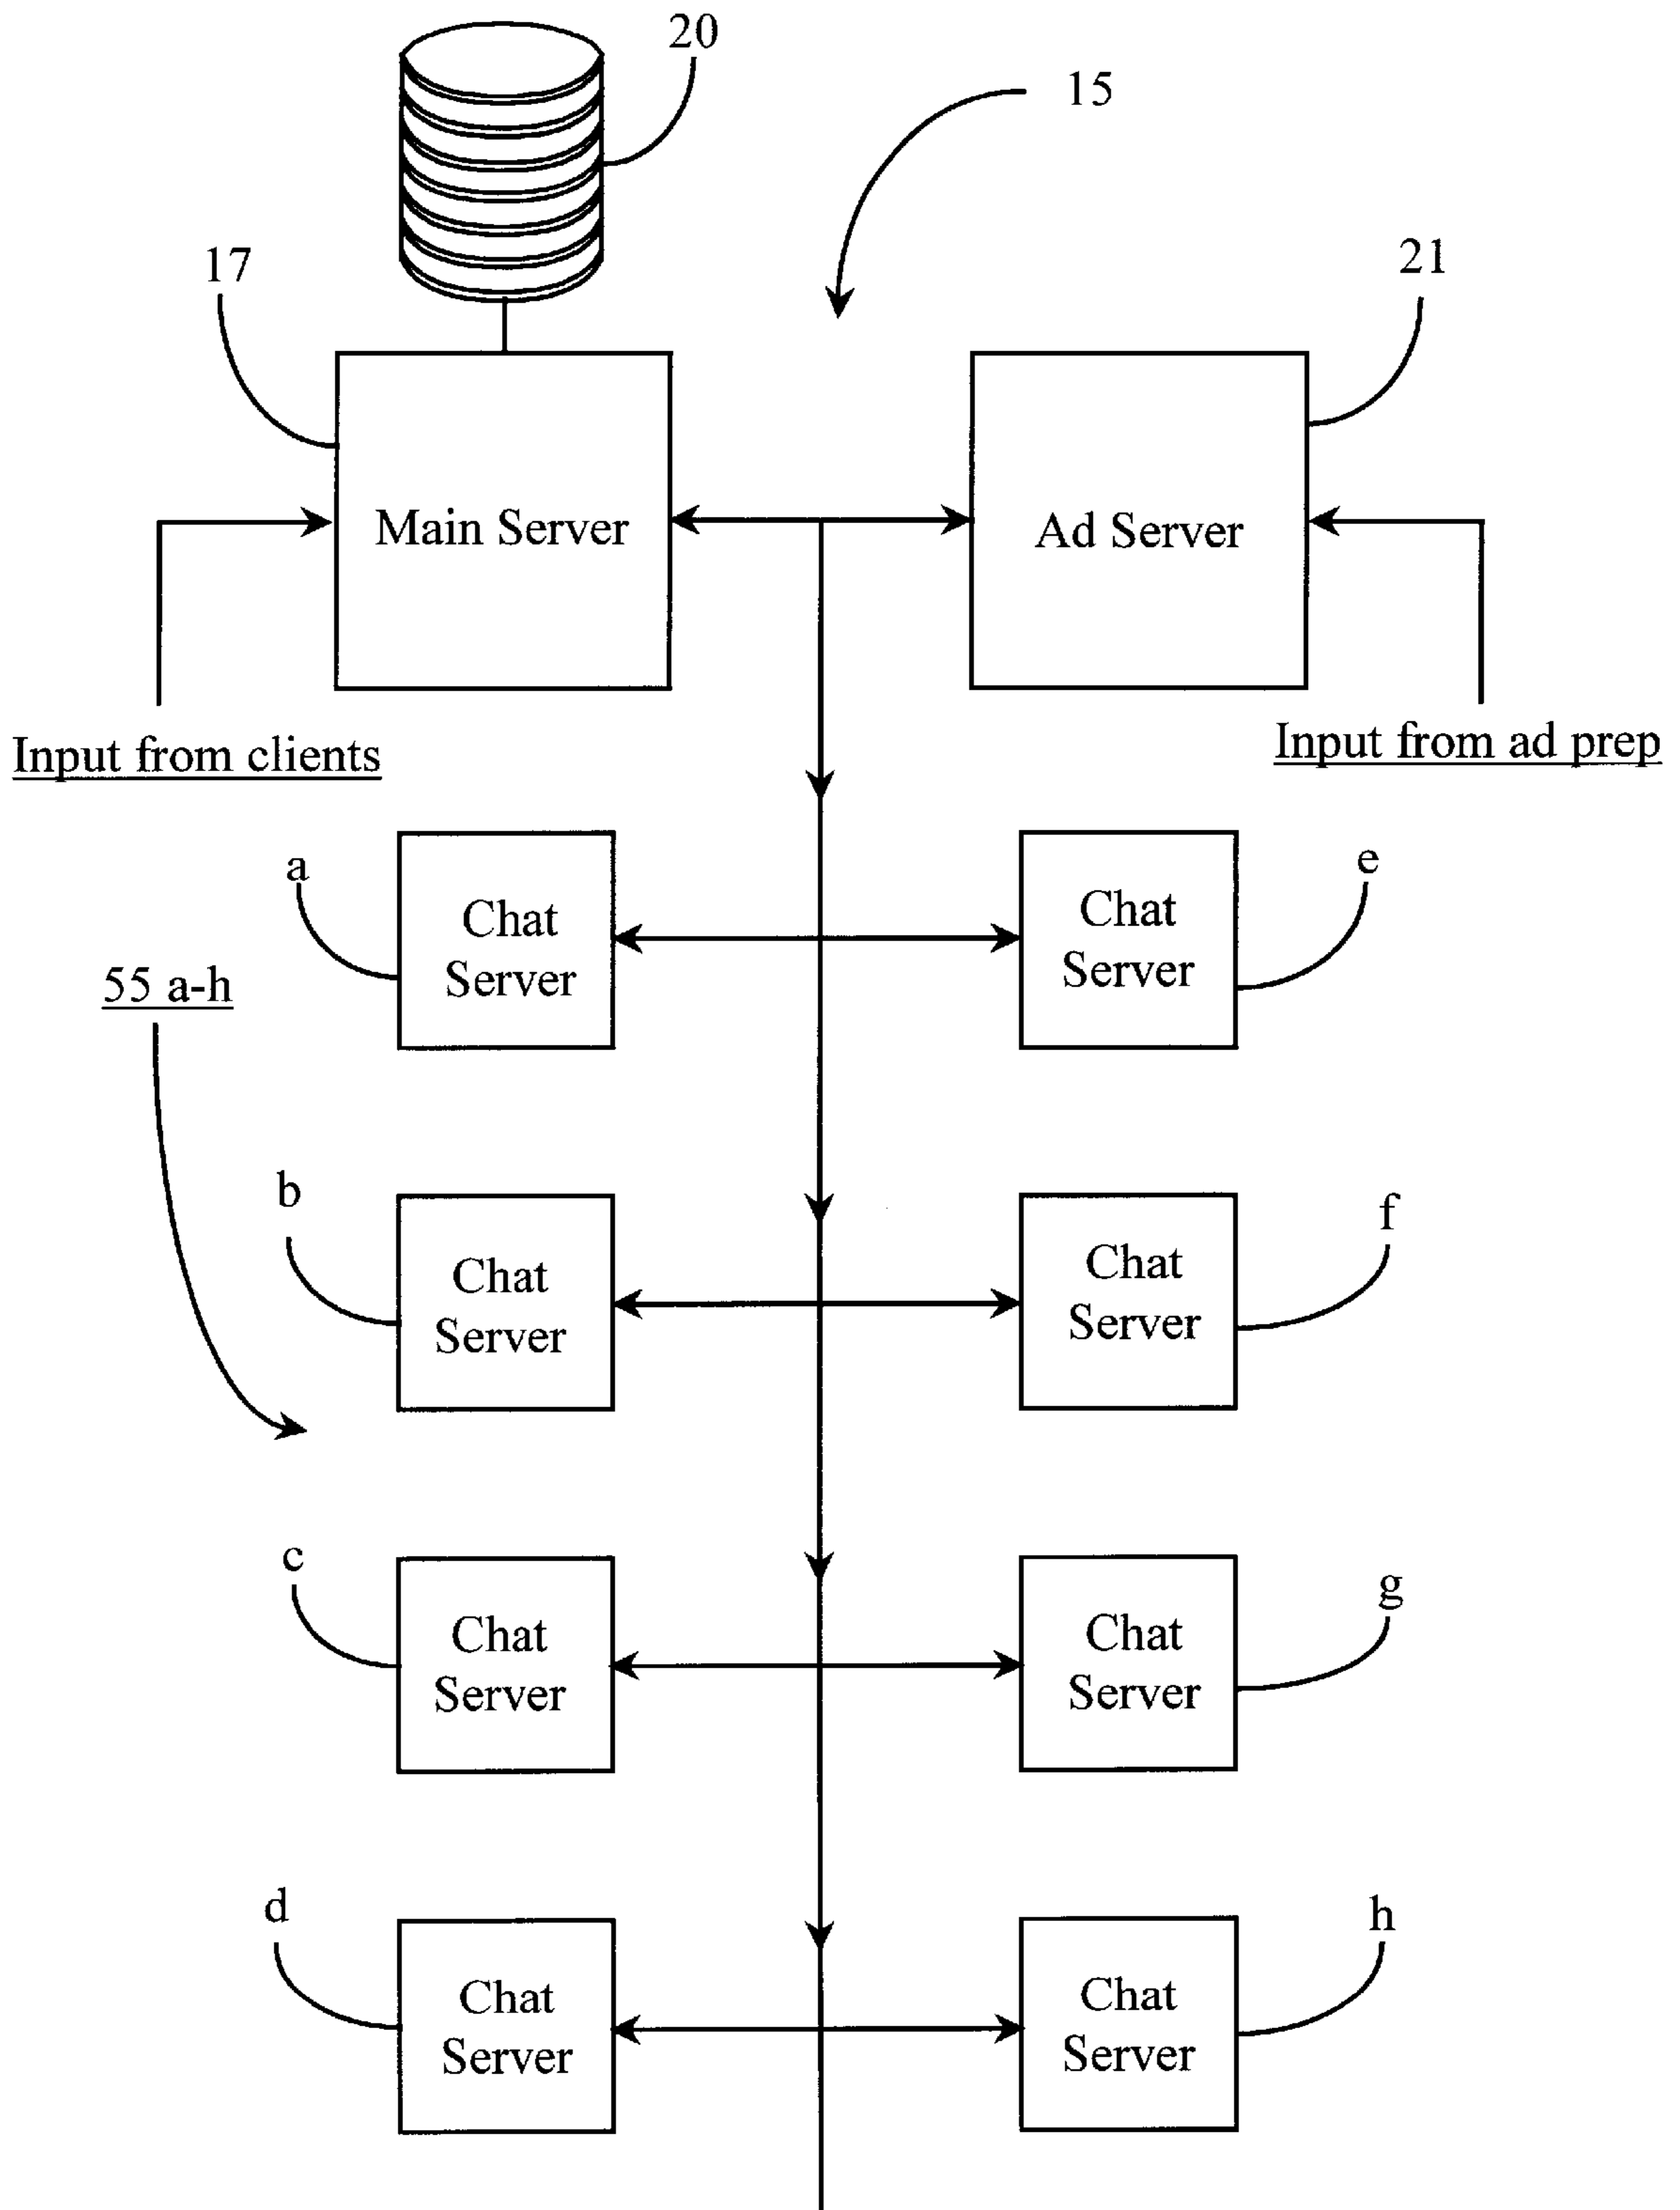 20
15
17
21
Main Server
Ad Server
Input from clients
Input from ad prep
a
Chat
Server
e
Chat
Server
55 a-h
b
Chat
Server
f
Chat
Server
c
Chat
Server
g
Chat
Server
d
Chat
Server
h
Chat
Server